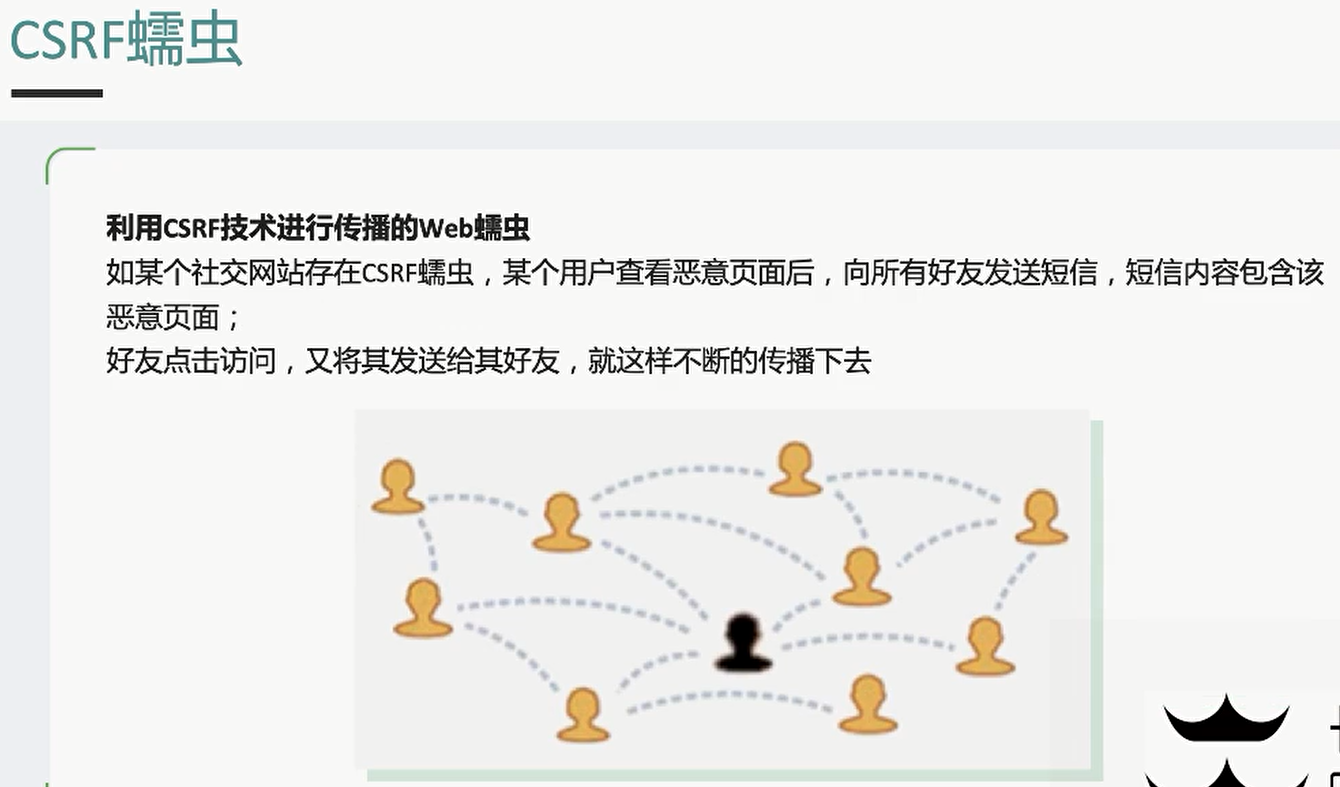 CSRF蠕虫
利用CSRF技术进行传播的Web蠕虫
如某个社交网站存在CSRF蠕虫，某个用户查看恶意页面后，向所有好友发送短信，短信内容包含该
恶意页面；
好友点击访问，又将其发送给其好友，就这样不断的传播下去